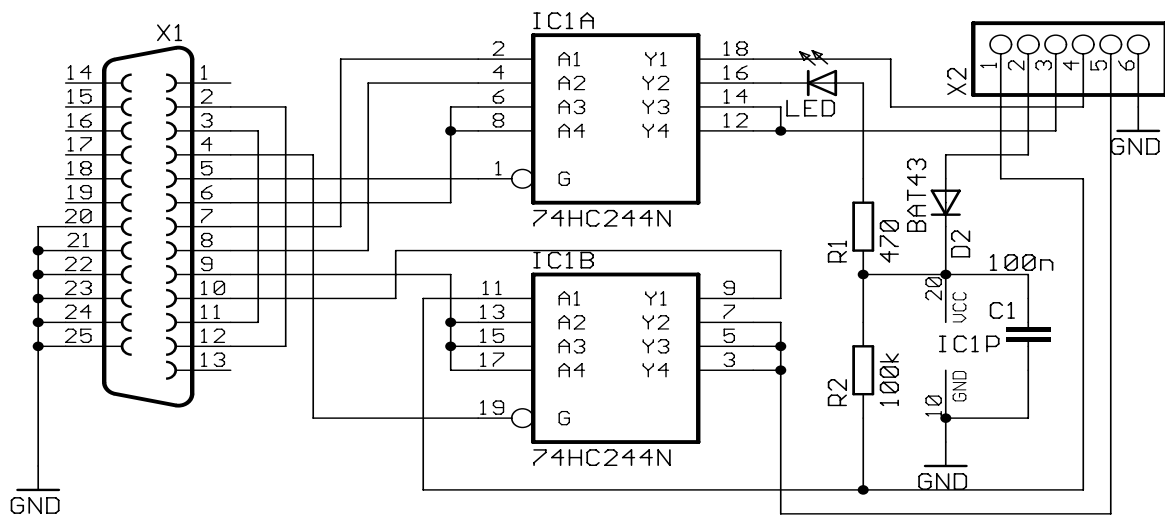 X1
14
15
16
17
18
19
20
21
22
23
24
25
1
2
3
4
5
6
7
8
9
10
11
12
13
GND
IC1A
2
4
6
8
1
A1
A2
A3
A4
G
Y1
Y2
Y3
Y4
18
16
14
12
74HC244N
IC1B
11
13
15
17
19
A1
A2
A3
A4
G
Y1
Y2
Y3
Y4
9
7
5
3
74HC244N
LED
R1
470
R2
100k
BAT43
D2
100n
C1
20
VCC
IC1P
10
GND
GND
X2
1
2
3
4
5
6
GND